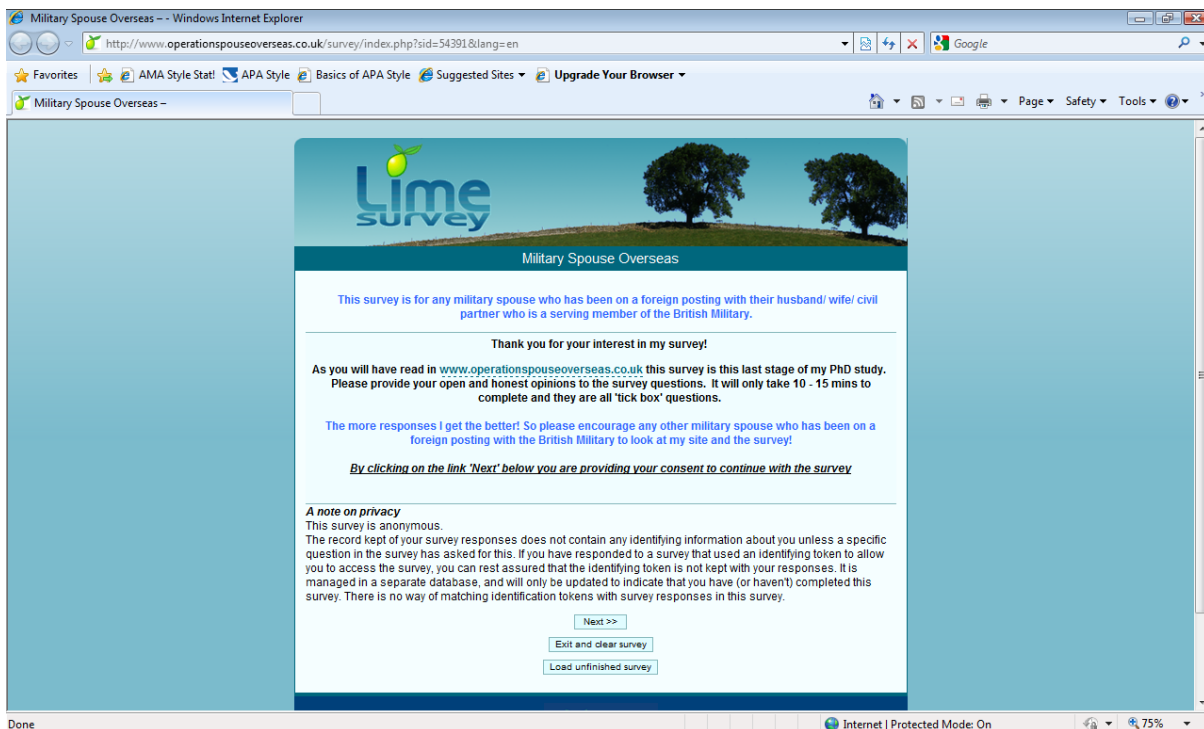 Military Spouse Overseas – - Windows Internet Explorer
http://www.operationspouseoverseas.co.uk/survey/index.php?sid=54391&lang=en
Google
Favorites
AMA Style Stat!
APA Style
Basics of APA Style
Suggested Sites
Upgrade Your Browser
Military Spouse Overseas –
Page
Safety
Tools
Lime
survey
Military Spouse Overseas
This survey is for any military spouse who has been on a foreign posting with their husband/ wife/ civil
partner who is a serving member of the British Military.
Thank you for your interest in my survey!
As you will have read in www.operationspouseoverseas.co.uk this survey is this last stage of my PhD study.
Please provide your open and honest opinions to the survey questions. It will only take 10 - 15 mins to
complete and they are all 'tick box' questions.
The more responses I get the better! So please encourage any other military spouse who has been on a
foreign posting with the British Military to look at my site and the survey!
By clicking on the link 'Next' below you are providing your consent to continue with the survey
A note on privacy
This survey is anonymous.
The record kept of your survey responses does not contain any identifying information about you unless a specific
question in the survey has asked for this. If you have responded to a survey that used an identifying token to allow
you to access the survey, you can rest assured that the identifying token is not kept with your responses. It is
managed in a separate database, and will only be updated to indicate that you have (or haven't) completed this
survey. There is no way of matching identification tokens with survey responses in this survey.
Next >>
Exit and clear survey
Load unfinished survey
Done
Internet | Protected Mode: On
75%